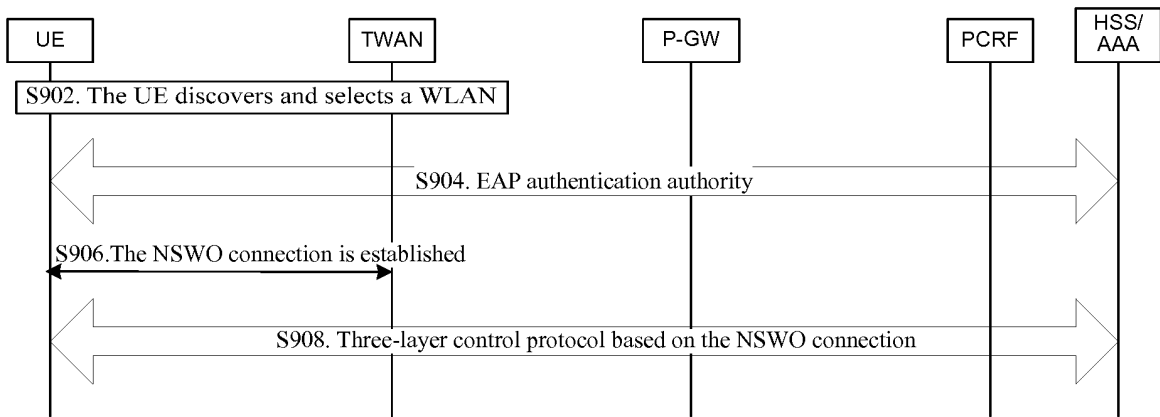 UE
TWAN
P-GW
PCRF
HSS/
AAA
S902. The UE discovers and selects a WLAN
S904. EAP authentication authority
S906.The NSWO connection is established
S908. Three-layer control protocol based on the NSWO connection